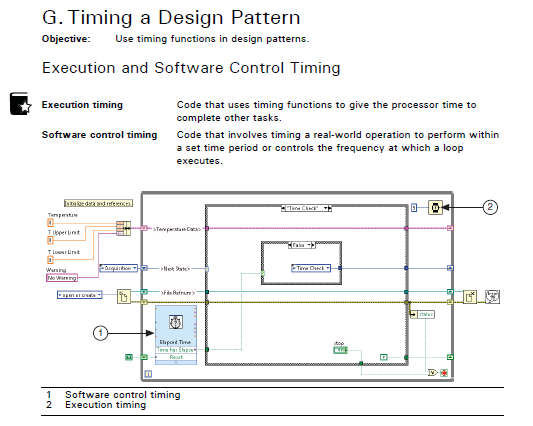 G. Timing a Design Pattern
Objective: Use timing functions in design patterns.
Execution and Software Control Timing
Execution timing Code that uses timing functions to give the processor time to
complete other tasks.
Software control timing Code that involves timing a real-world operation to perform within
a set time period or controls the frequency at which a loop
executes.
Initialize data and references.
Temperature
T Upper Limit
T Lower Limit
Warning
No Warning
Acquisition
open or create
>Temperature Data>
>Next State>
>File Refnum>
"Time Check"
False
Time Check
5
2
1
Elapsed Time
Time has Elapse
Reset
stop
status
i
1 Software control timing
2 Execution timing